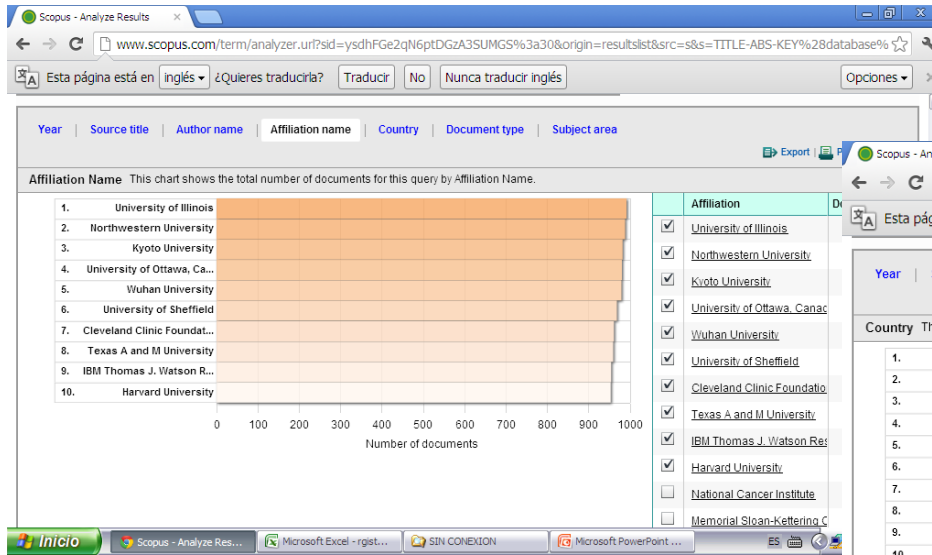 Scopus - Analyze Results
www.scopus.com/term/analyzer.url?sid=ysdhFGe2qN6ptDGzA3SUMGS%3a30&origin=resultslist&src=s&s=TITLE-ABS-KEY%28database%
Esta página está en inglés ¿Quieres traducirla? Traducir No Nunca traducir inglés Opciones
Year | Source title | Author name | Affiliation name | Country | Document type | Subject area
Export | P
Affiliation Name This chart shows the total number of documents for this query by Affiliation Name.
1. University of Illinois
2. Northwestern University
3. Kyoto University
4. University of Ottawa, Ca...
5. Wuhan University
6. University of Sheffield
7. Cleveland Clinic Foundat...
8. Texas A and M University
9. IBM Thomas J. Watson R...
10. Harvard University
0 100 200 300 400 500 600 700 800 900 1000
Number of documents
Affiliation Do
University of Illinois
Northwestern University
Kyoto University
University of Ottawa, Canad
Wuhan University
University of Sheffield
Cleveland Clinic Foundatio
Texas A and M University
IBM Thomas J. Watson Res
Harvard University
National Cancer Institute
Memorial Sloan-Kettering C
Scopus - An
Esta pág
Year |
Country Th
1.
2.
3.
4.
5.
6.
7.
8.
9.
10
Inicio Scopus - Analyze Res... Microsoft Excel - rgist... SIN CONEXION Microsoft PowerPoint ... ES